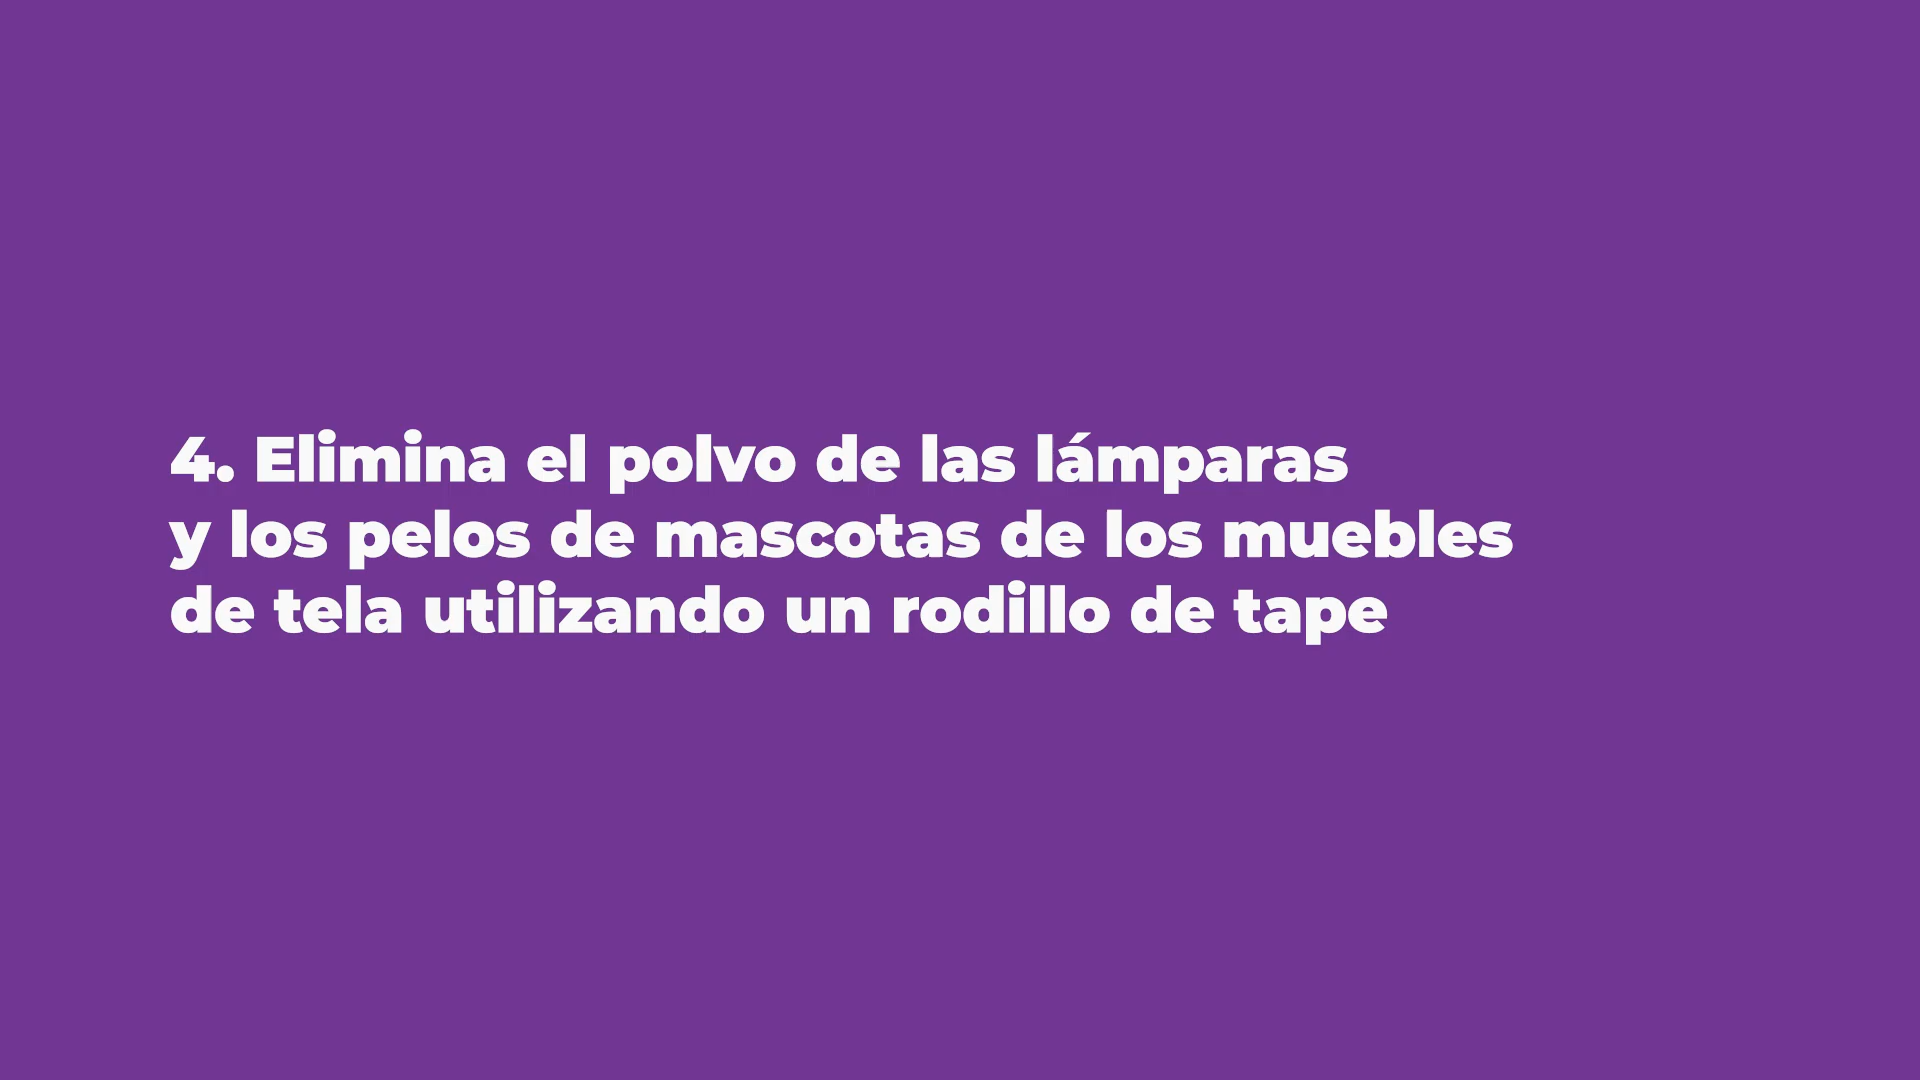 4. Elimina el polvo de las lámparas
y los pelos de mascotas de los muebles
de tela utilizando un rodillo de tape